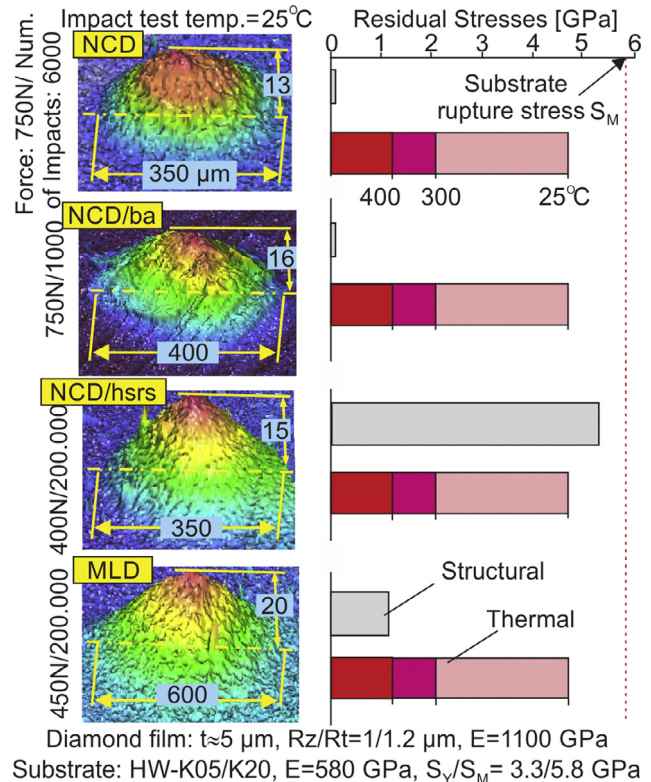 Impact test temp.=25°C
Residual Stresses [GPa]
0 1 2 3 4 5 6
Force: 750N/ Num.
of Impacts: 6000
NCD
13
350 µm
Substrate
rupture stress S_M
400 300 25°C
750N/1000
NCD/ba
16
400
400N/200.000
NCD/hsrs
15
350
450N/200.000
MLD
20
600
Structural
Thermal
Diamond film: t≈5 µm, Rz/Rt=1/1.2 µm, E=1100 GPa
Substrate: HW-K05/K20, E=580 GPa, S_Y/S_M= 3.3/5.8 GPa